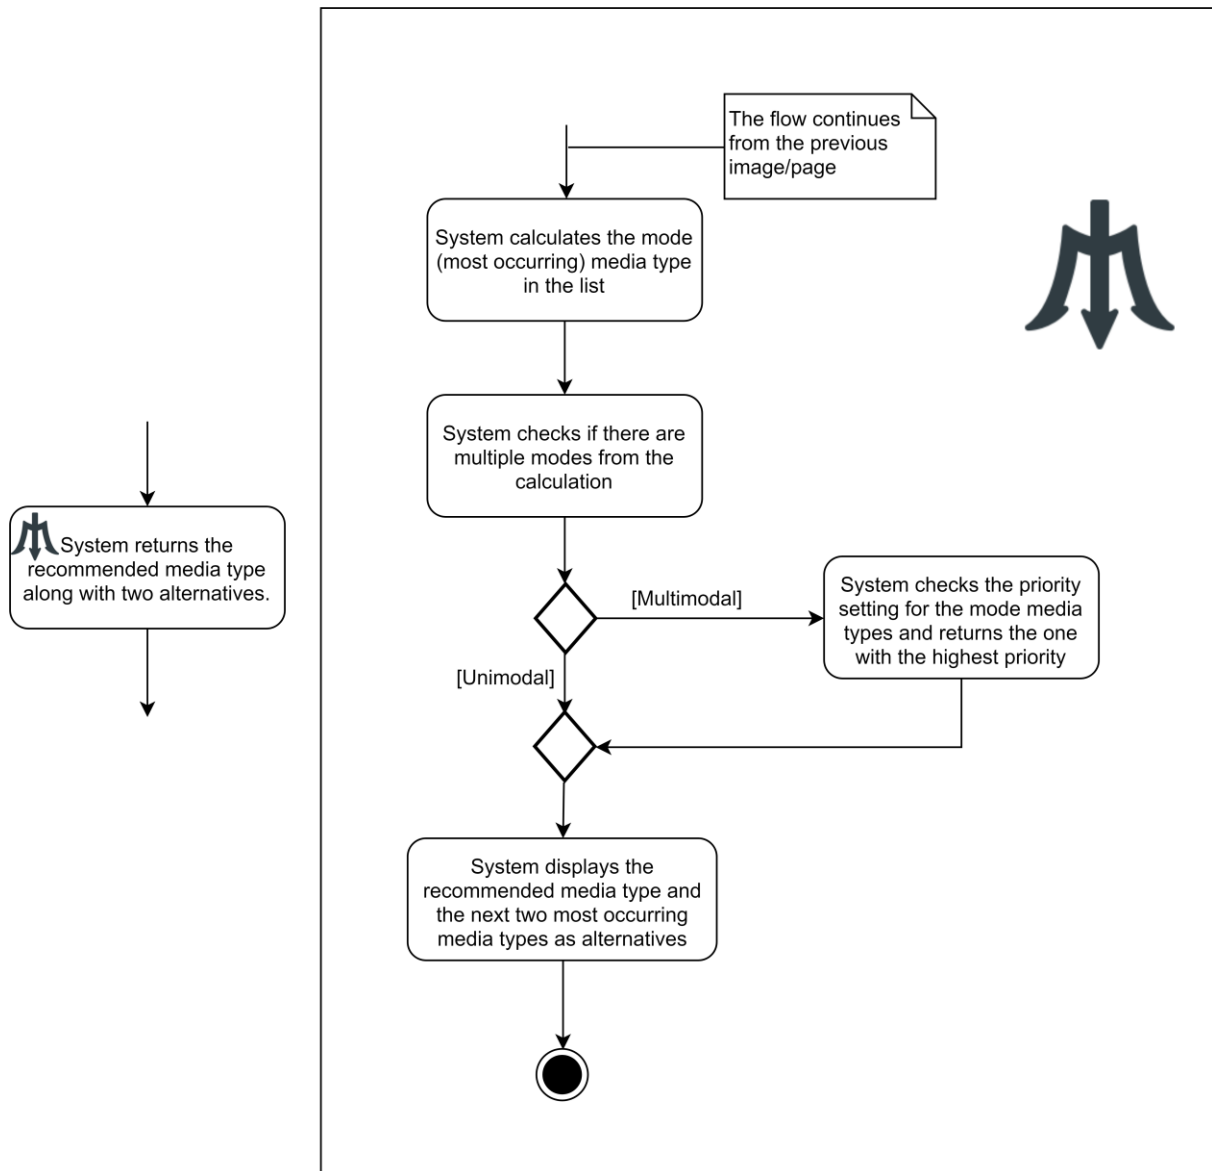 The flow continues
from the previous
image/page
System calculates the mode
(most occurring) media type
in the list
System checks if there are
multiple modes from the
calculation
System returns the
recommended media type
along with two alternatives.
[Multimodal]
System checks the priority
setting for the mode media
types and returns the one
with the highest priority
[Unimodal]
System displays the
recommended media type and
the next two most occurring
media types as alternatives